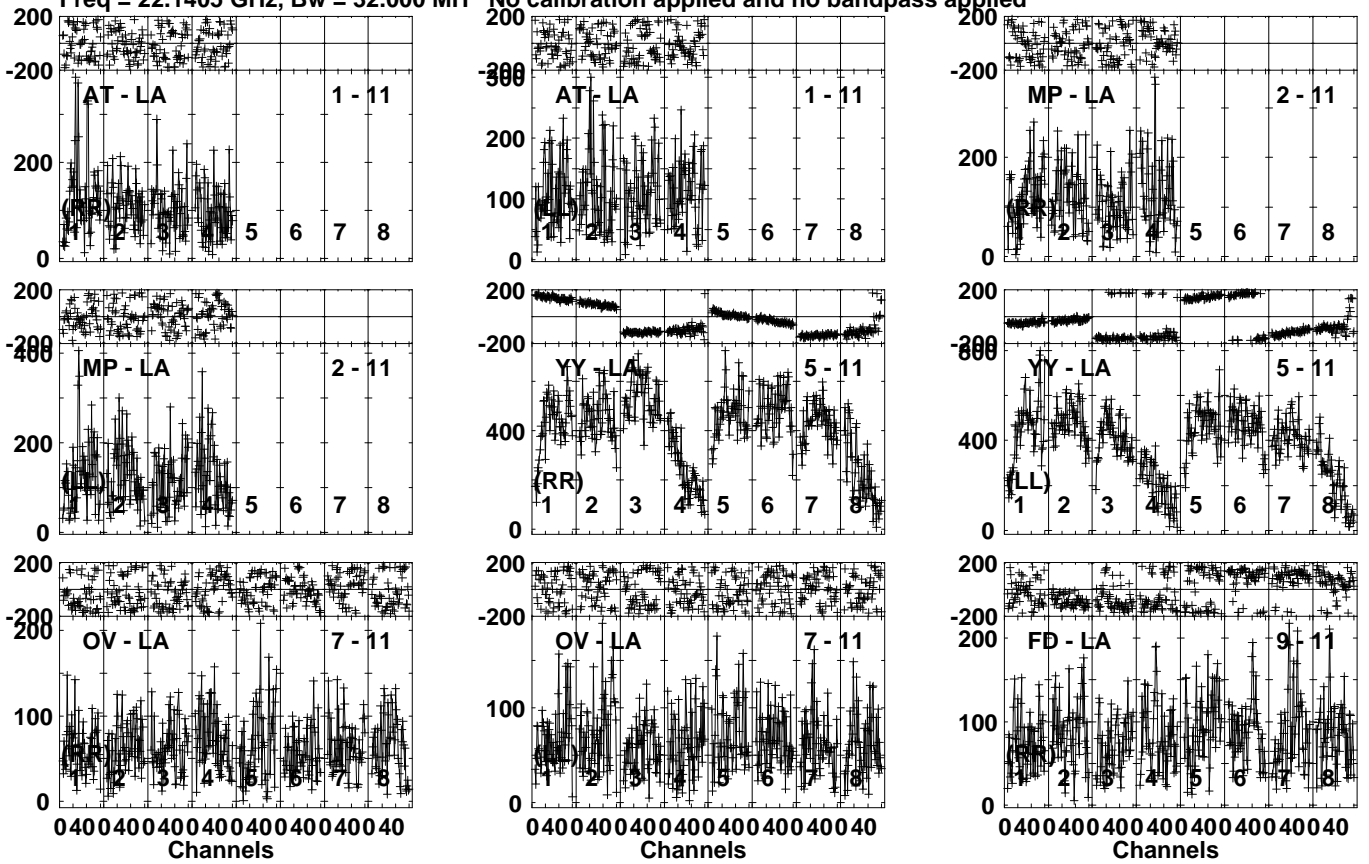 Freq = 22.1405 GHz, Bw = 32.000 MH No calibration applied and no bandpass applied
200 200 200
-200 -200 -200
500
AT - LA 1 - 11 AT - LA 1 - 11 MP - LA 2 - 11
400
200 200 200
100
(RR) (LL) (RR)
1 2 3 4 5 6 7 8 1 2 3 4 5 6 7 8 1 2 3 4 5 6 7 8
0 0 0
200 200 200
-200 -200 -200
400 800
MP - LA 2 - 11 YY - LA 5 - 11 YY - LA 5 - 11
600
200 400 400
200
(LL) (RR) (LL)
1 2 3 4 5 6 7 8 1 2 3 4 5 6 7 8 1 2 3 4 5 6 7 8
0 0 0
200 200 200
-200 -200 -200
200 200 200
OV - LA 7 - 11 OV - LA 7 - 11 FD - LA 9 - 11
100 100 100
(RR) (LL) (RR)
1 2 3 4 5 6 7 8 1 2 3 4 5 6 7 8 1 2 3 4 5 6 7 8
0 0 0
0 40 0 40 0 40 0 40 0 40 0 40 0 40 0 40 0 40 0 40 0 40 0 40 0 40 0 40 0 40 0 40 0 40 0 40 0 40 0 40 0 40 0 40 0 40 0 40
Channels Channels Channels